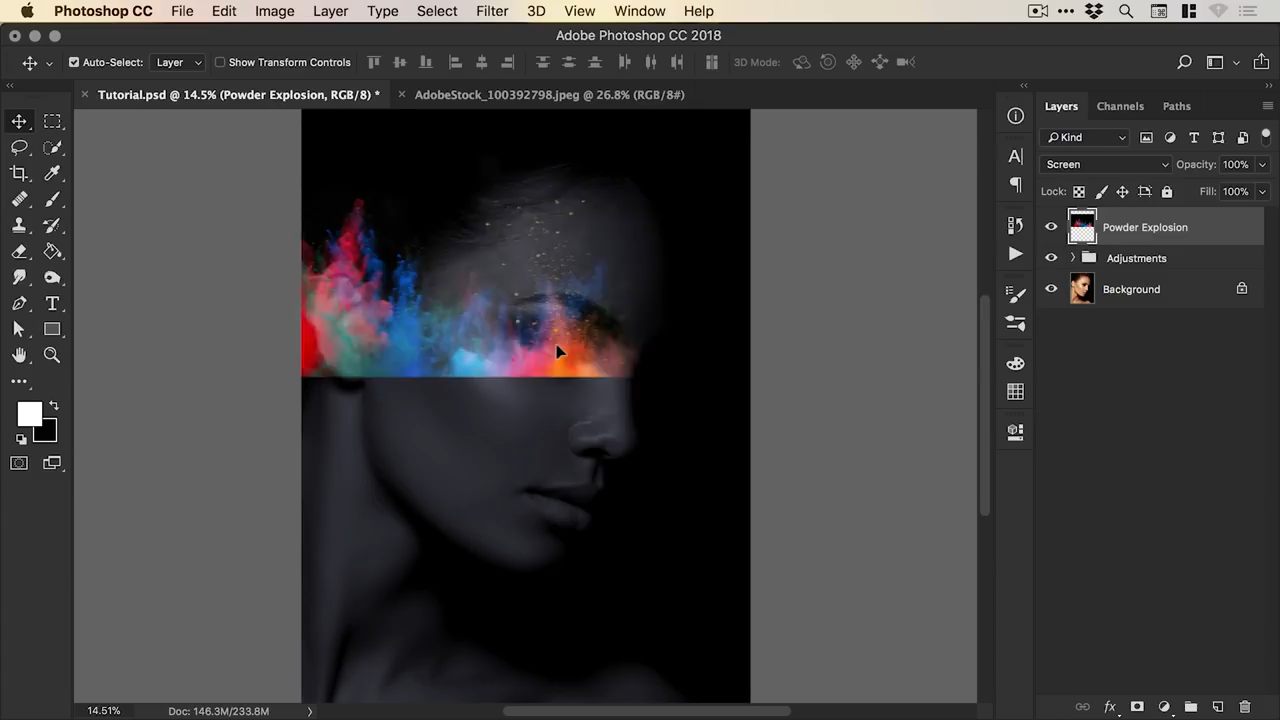 Photoshop CC File Edit Image Layer Type Select Filter 3D View Window Help
Adobe Photoshop CC 2018
Auto-Select: Layer Show Transform Controls 3D Mode:
Tutorial.psd @ 14.5% (Powder Explosion, RGB/8) * AdobeStock_100392798.jpeg @ 26.8% (RGB/8#)
Layers Channels Paths
Kind
Screen Opacity: 100%
Lock: Fill: 100%
Powder Explosion
Adjustments
Background
14.51% Doc: 146.3M/233.8M